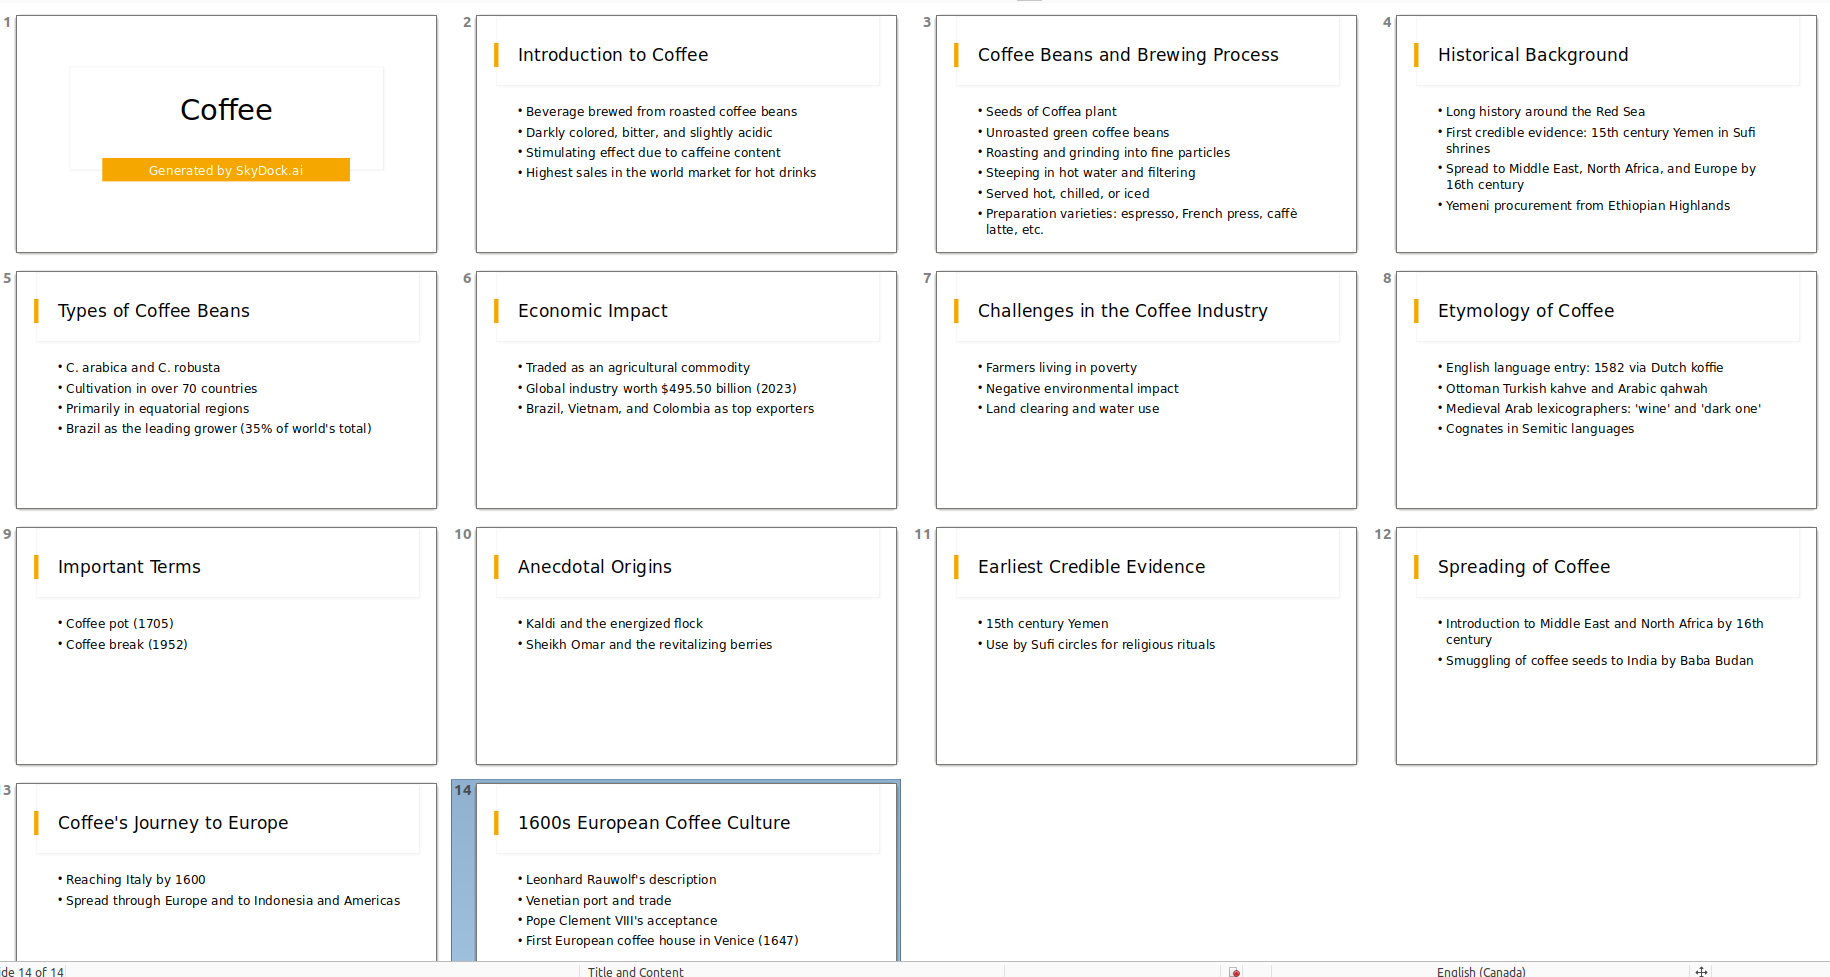 1
Coffee
Generated by SkyDock.ai
2
Introduction to Coffee
• Beverage brewed from roasted coffee beans
• Darkly colored, bitter, and slightly acidic
• Stimulating effect due to caffeine content
• Highest sales in the world market for hot drinks
3
Coffee Beans and Brewing Process
• Seeds of Coffea plant
• Unroasted green coffee beans
• Roasting and grinding into fine particles
• Steeping in hot water and filtering
• Served hot, chilled, or iced
• Preparation varieties: espresso, French press, caffè
latte, etc.
4
Historical Background
• Long history around the Red Sea
• First credible evidence: 15th century Yemen in Sufi
shrines
• Spread to Middle East, North Africa, and Europe by
16th century
• Yemeni procurement from Ethiopian Highlands
5
Types of Coffee Beans
• C. arabica and C. robusta
• Cultivation in over 70 countries
• Primarily in equatorial regions
• Brazil as the leading grower (35% of world's total)
6
Economic Impact
• Traded as an agricultural commodity
• Global industry worth $495.50 billion (2023)
• Brazil, Vietnam, and Colombia as top exporters
7
Challenges in the Coffee Industry
• Farmers living in poverty
• Negative environmental impact
• Land clearing and water use
8
Etymology of Coffee
• English language entry: 1582 via Dutch koffie
• Ottoman Turkish kahve and Arabic qahwah
• Medieval Arab lexicographers: 'wine' and 'dark one'
• Cognates in Semitic languages
9
Important Terms
• Coffee pot (1705)
• Coffee break (1952)
10
Anecdotal Origins
• Kaldi and the energized flock
• Sheikh Omar and the revitalizing berries
11
Earliest Credible Evidence
• 15th century Yemen
• Use by Sufi circles for religious rituals
12
Spreading of Coffee
• Introduction to Middle East and North Africa by 16th
century
• Smuggling of coffee seeds to India by Baba Budan
3
Coffee's Journey to Europe
• Reaching Italy by 1600
• Spread through Europe and to Indonesia and Americas
14
1600s European Coffee Culture
• Leonhard Rauwolf's description
• Venetian port and trade
• Pope Clement VIII's acceptance
• First European coffee house in Venice (1647)
ide 14 of 14
Title and Content
English (Canada)